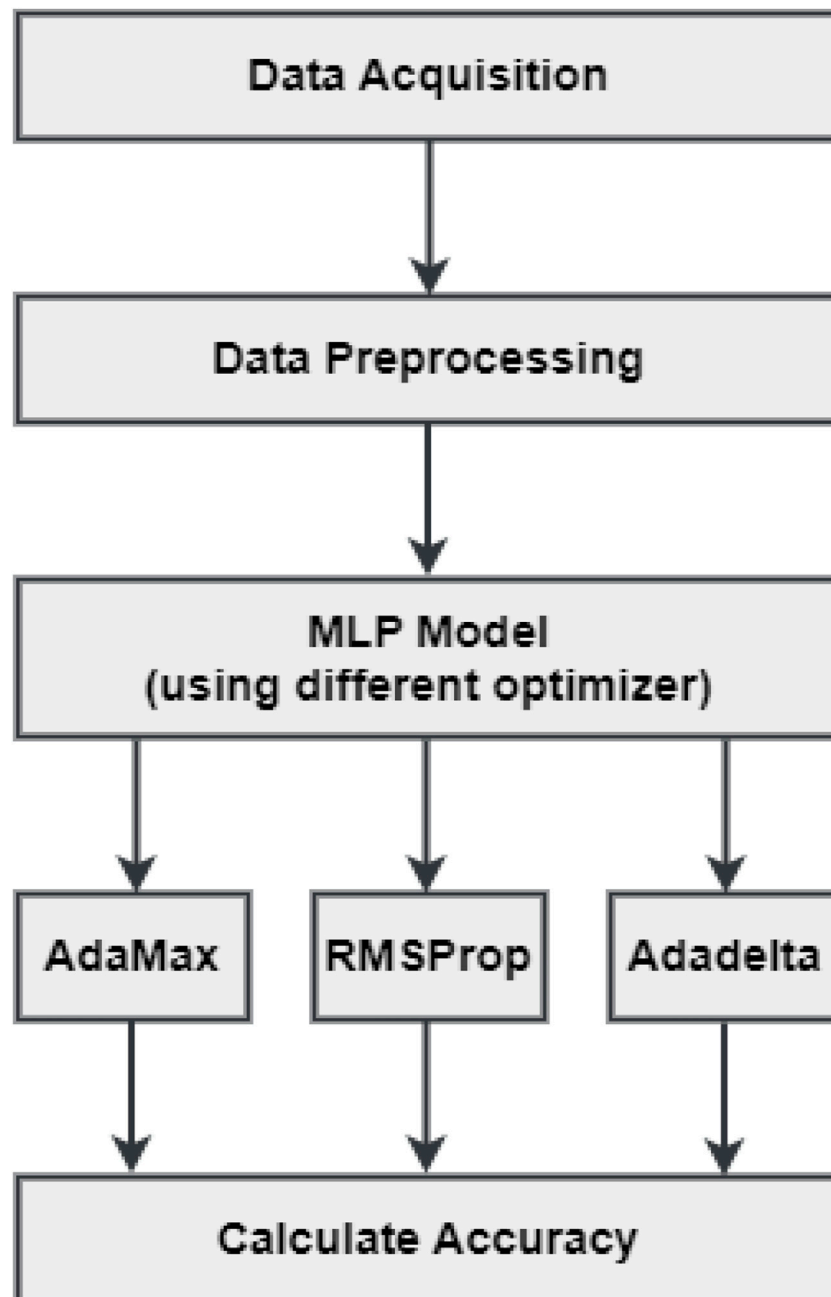 Data Acquisition
Data Preprocessing
MLP Model
(using different optimizer)
AdaMax
RMSProp
Adadelta
Calculate Accuracy